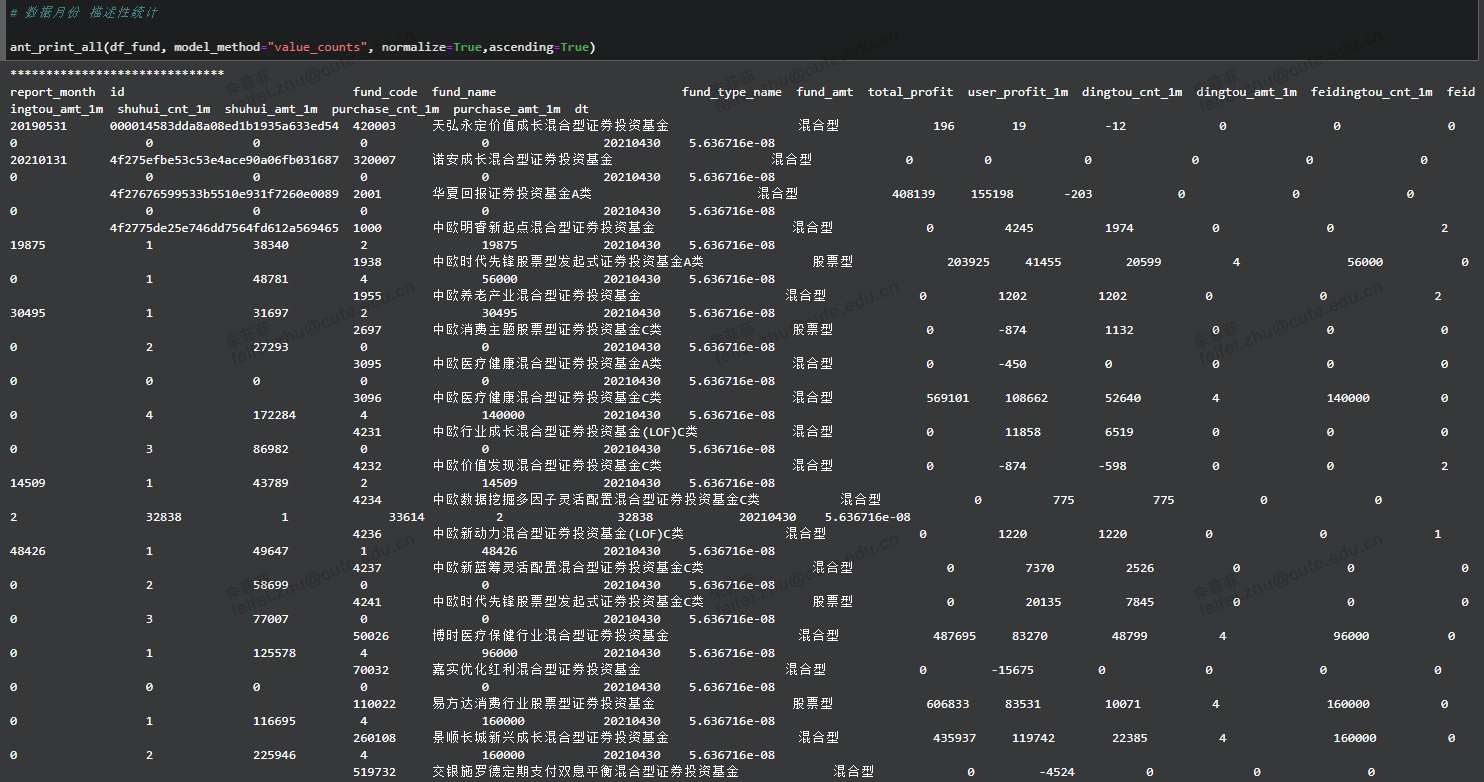 # 数据月份 描述性统计
ant_print_all(df_fund, model_method="value_counts", normalize=True,ascending=True)
******************************
report_month id fund_code fund_name fund_type_name fund_amt total_profit user_profit_1m dingtou_cnt_1m dingtou_amt_1m feidingtou_cnt_1m feid
ingtou_amt_1m shuhui_cnt_1m shuhui_amt_1m purchase_cnt_1m purchase_amt_1m dt
20190531 000014583dda8a08ed1b1935a633ed54 420003 天弘永定价值成长混合型证券投资基金 混合型 196 19 -12 0 0 0
0 0 0 0 0 20210430 5.636716e-08
20210131 4f275efbe53c53e4ace90a06fb031687 320007 诺安成长混合型证券投资基金 混合型 0 0 0 0 0 0
0 0 0 0 0 20210430 5.636716e-08
4f27676599533b5510e931f7260e0089 2001 华夏回报证券投资基金A类 混合型 408139 155198 -203 0 0 0
0 0 0 0 0 20210430 5.636716e-08
4f2775de25e746dd7564fd612a569465 1000 中欧明睿新起点混合型证券投资基金 混合型 0 4245 1974 0 0 2
19875 1 38340 2 19875 20210430 5.636716e-08
1938 中欧时代先锋股票型发起式证券投资基金A类 股票型 203925 41455 20599 4 56000 0
0 1 48781 4 56000 20210430 5.636716e-08
1955 中欧养老产业混合型证券投资基金 混合型 0 1202 1202 0 0 2
30495 1 31697 2 30495 20210430 5.636716e-08
2697 中欧消费主题股票型证券投资基金C类 股票型 0 -874 1132 0 0 0
0 2 27293 0 0 20210430 5.636716e-08
3095 中欧医疗健康混合型证券投资基金A类 混合型 0 -450 0 0 0 0
0 0 0 0 0 20210430 5.636716e-08
3096 中欧医疗健康混合型证券投资基金C类 混合型 569101 108662 52640 4 140000 0
0 4 172284 4 140000 20210430 5.636716e-08
4231 中欧行业成长混合型证券投资基金(LOF)C类 混合型 0 11858 6519 0 0 0
0 3 86982 0 0 20210430 5.636716e-08
4232 中欧价值发现混合型证券投资基金C类 混合型 0 -874 -598 0 0 2
14509 1 43789 2 14509 20210430 5.636716e-08
4234 中欧数据挖掘多因子灵活配置混合型证券投资基金C类 混合型 0 775 775 0 0
2 32838 1 33614 2 32838 20210430 5.636716e-08
4236 中欧新动力混合型证券投资基金(LOF)C类 混合型 0 1220 1220 0 0 1
48426 1 49647 1 48426 20210430 5.636716e-08
4237 中欧新蓝筹灵活配置混合型证券投资基金C类 混合型 0 7370 2526 0 0 0
0 2 58699 0 0 20210430 5.636716e-08
4241 中欧时代先锋股票型发起式证券投资基金C类 股票型 0 20135 7845 0 0 0
0 3 77007 0 0 20210430 5.636716e-08
50026 博时医疗保健行业混合型证券投资基金 混合型 487695 83270 48799 4 96000 0
0 1 125578 4 96000 20210430 5.636716e-08
70032 嘉实优化红利混合型证券投资基金 混合型 0 -15675 0 0 0 0
0 0 0 0 0 20210430 5.636716e-08
110022 易方达消费行业股票型证券投资基金 股票型 606833 83531 10071 4 160000 0
0 1 116695 4 160000 20210430 5.636716e-08
260108 景顺长城新兴成长混合型证券投资基金 混合型 435937 119742 22385 4 160000 0
0 2 225946 4 160000 20210430 5.636716e-08
519732 交银施罗德定期支付双息平衡混合型证券投资基金 混合型 0 -4524 0 0 0